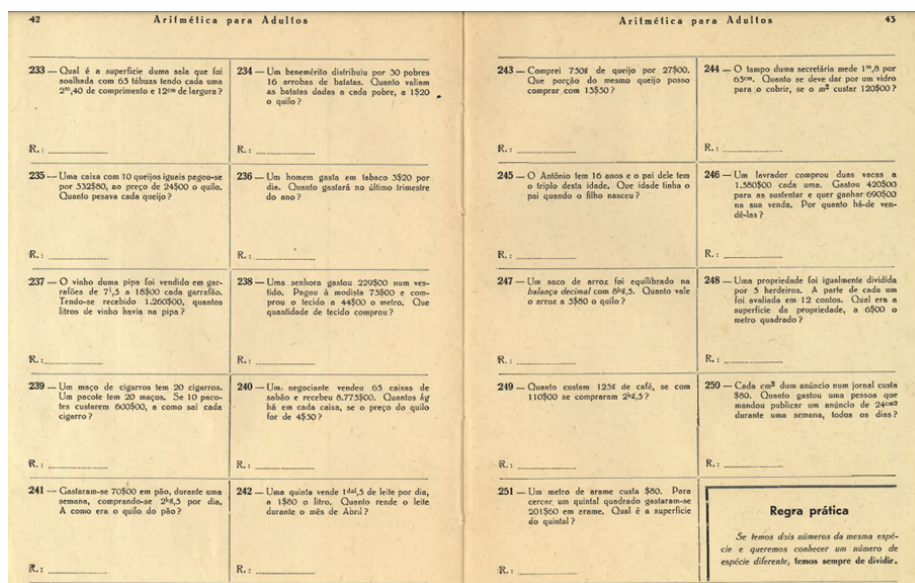 42 Aritmética para Adultos
233 — Qual é a superfície duma sala que foi
soalhada com 65 tábuas tendo cada uma
2m,40 de comprimento e 12cm de largura?
R.:
234 — Um benemérito distribuiu por 30 pobres
16 arrobas de batatas. Quanto valiam
as batatas dadas a cada pobre, a 1$20
o quilo?
R.:
235 — Uma caixa com 10 queijos iguais pagou-se
por 532$80, ao preço de 24$00 o quilo.
Quanto pesava cada queijo?
R.:
236 — Um homem gasta em tabaco 3$20 por
dia. Quanto gastará no último trimestre
do ano?
R.:
237 — O vinho duma pipa foi vendido em gar-
rafões de 7l,5 a 18$00 cada garrafão.
Tendo-se recebido 1.260$00, quantos
litros de vinho havia na pipa?
R.:
238 — Uma senhora gastou 229$00 num ves-
tido. Pagou à modista 75$00 e com-
prou o tecido a 44$00 o metro. Que
quantidade de tecido comprou?
R.:
239 — Um maço de cigarros tem 20 cigarros.
Um pacote tem 20 maços. Se 10 paco-
tes custarem 600$00, a como sai cada
cigarro?
R.:
240 — Um negociante vendeu 65 caixas de
sabão e recebeu 8.775$00. Quantos kg
há em cada caixa, se o preço do quilo
for de 4$50?
R.:
241 — Gastaram-se 70$00 em pão, durante uma
semana, comprando-se 2kg,5 por dia.
A como era o quilo do pão?
R.:
242 — Uma quinta vende 1dal,5 de leite por dia,
a 1$80 o litro. Quanto rende o leite
durante o mês de Abril?
R.:
Aritmética para Adultos 43
243 — Comprei 750g de queijo por 27$00.
Que porção do mesmo queijo posso
comprar com 13$50?
R.:
244 — O tampo duma secretária mede 1m,8 por
65cm. Quanto se deve dar por um vidro
para o cobrir, se o m2 custar 120$00?
R.:
245 — O António tem 16 anos e o pai dele tem
o triplo desta idade. Que idade tinha o
pai quando o filho nasceu?
R.:
246 — Um lavrador comprou duas vacas a
1.580$00 cada uma. Gastou 420$00
para as sustentar e quer ganhar 690$00
na sua venda. Por quanto há-de ven-
dê-las?
R.:
247 — Um saco de arroz foi equilibrado na
balança decimal com 8kg,5. Quanto vale
o arroz a 5$80 o quilo?
R.:
248 — Uma propriedade foi igualmente dividida
por 5 herdeiros. A parte de cada um
foi avaliada em 12 contos. Qual era a
superfície da propriedade, a 6$00 o
metro quadrado?
R.:
249 — Quanto custam 125g de café, se com
110$00 se compraram 2kg,5?
R.:
250 — Cada cm2 dum anúncio num jornal custa
$80. Quanto gastou uma pessoa que
mandou publicar um anúncio de 24cm2
durante uma semana, todos os dias?
R.:
251 — Um metro de arame custa $80. Para
cercar um quintal quadrado gastaram-se
201$60 em arame. Qual é a superfície
do quintal?
R.:
Regra prática
Se temos dois números da mesma espé-
cie e queremos conhecer um número de
espécie diferente, temos sempre de dividir.